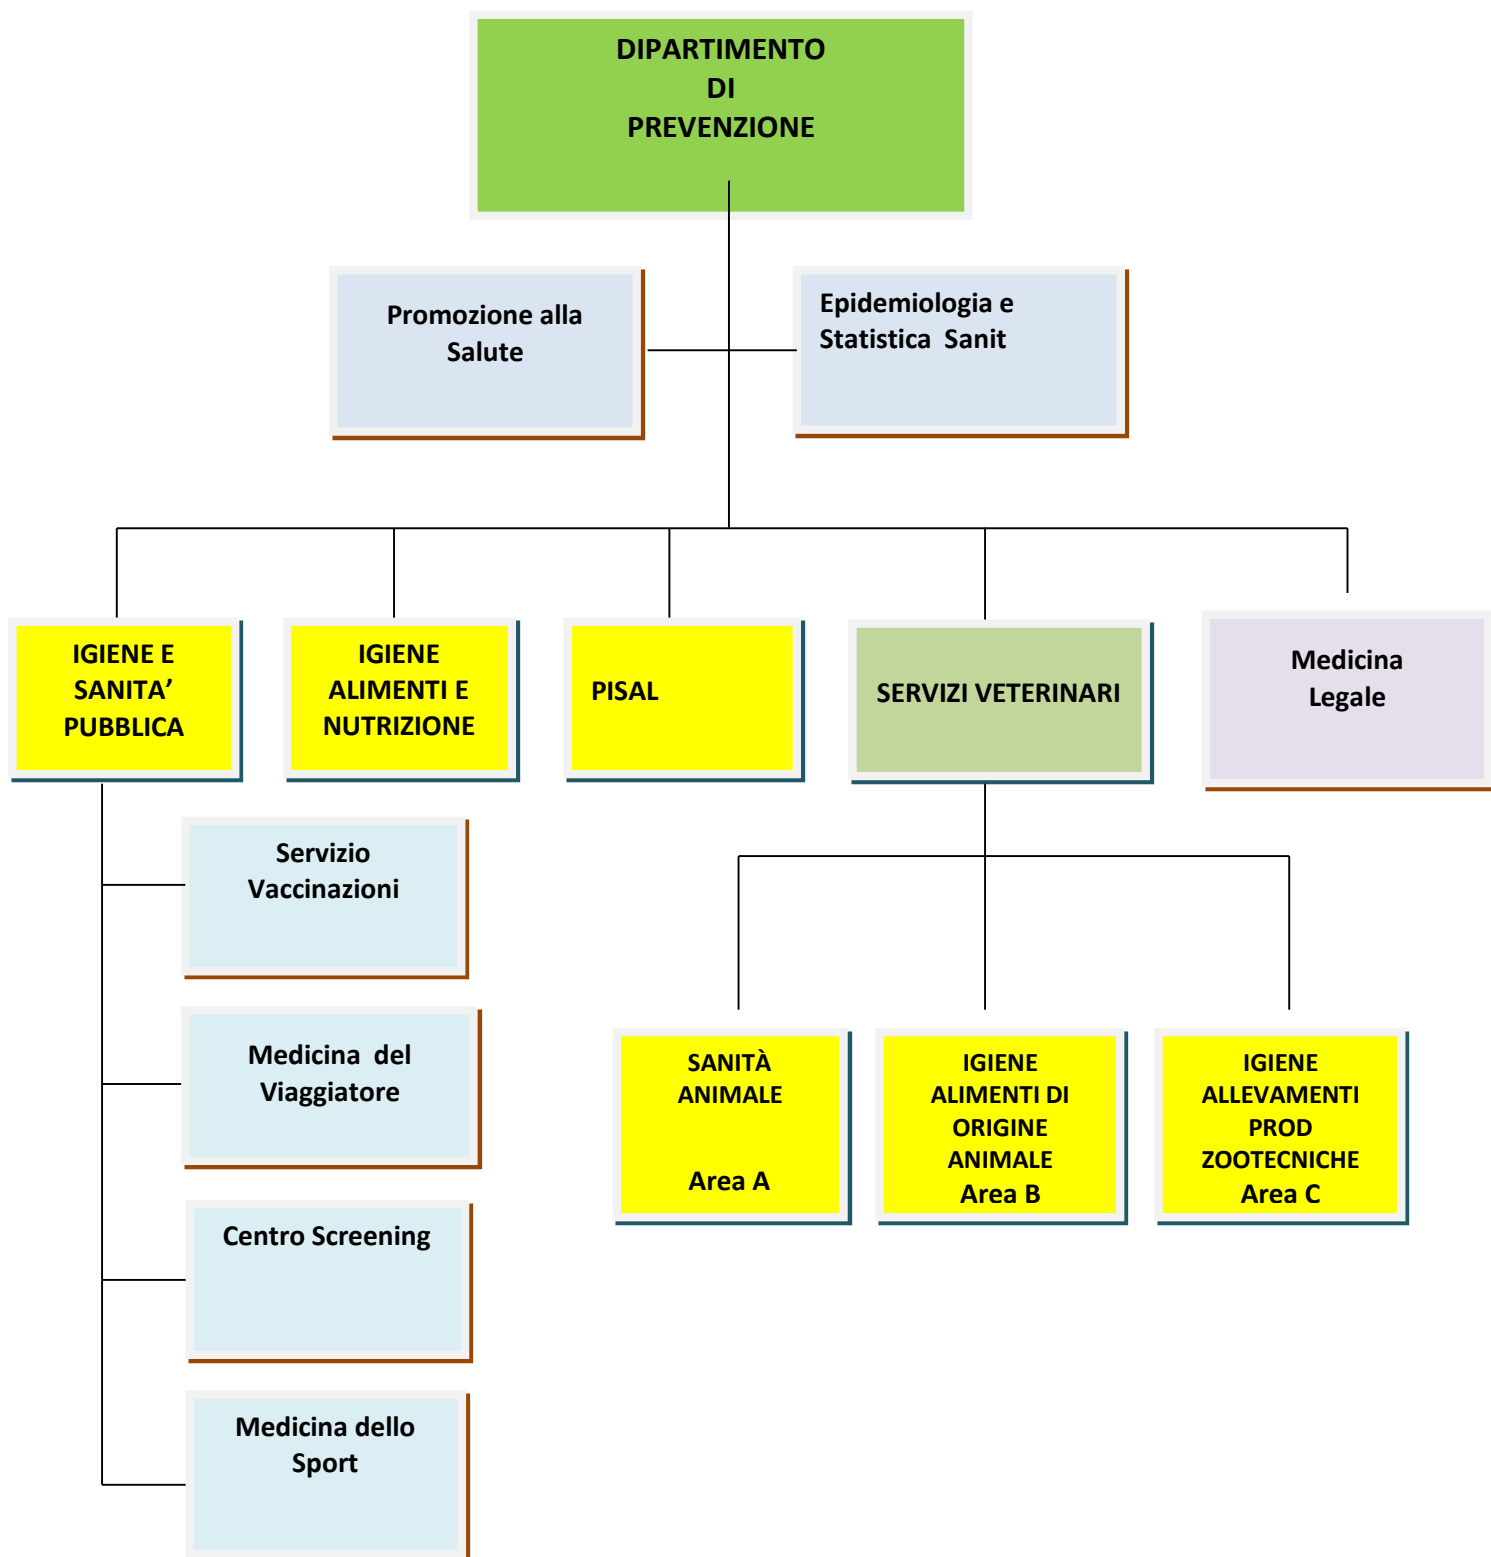 DIPARTIMENTO
DI
PREVENZIONE
Promozione alla
Salute
Epidemiologia e
Statistica  Sanit
IGIENE E
SANITA’
PUBBLICA
IGIENE
ALIMENTI E
NUTRIZIONE
PISAL
SERVIZI VETERINARI
Medicina
Legale
Servizio
Vaccinazioni
Medicina  del
Viaggiatore
Centro Screening
Medicina dello
Sport
SANITÀ
ANIMALE
Area A
IGIENE
ALIMENTI DI
ORIGINE
ANIMALE
Area B
IGIENE
ALLEVAMENTI
PROD
ZOOTECNICHE
Area C